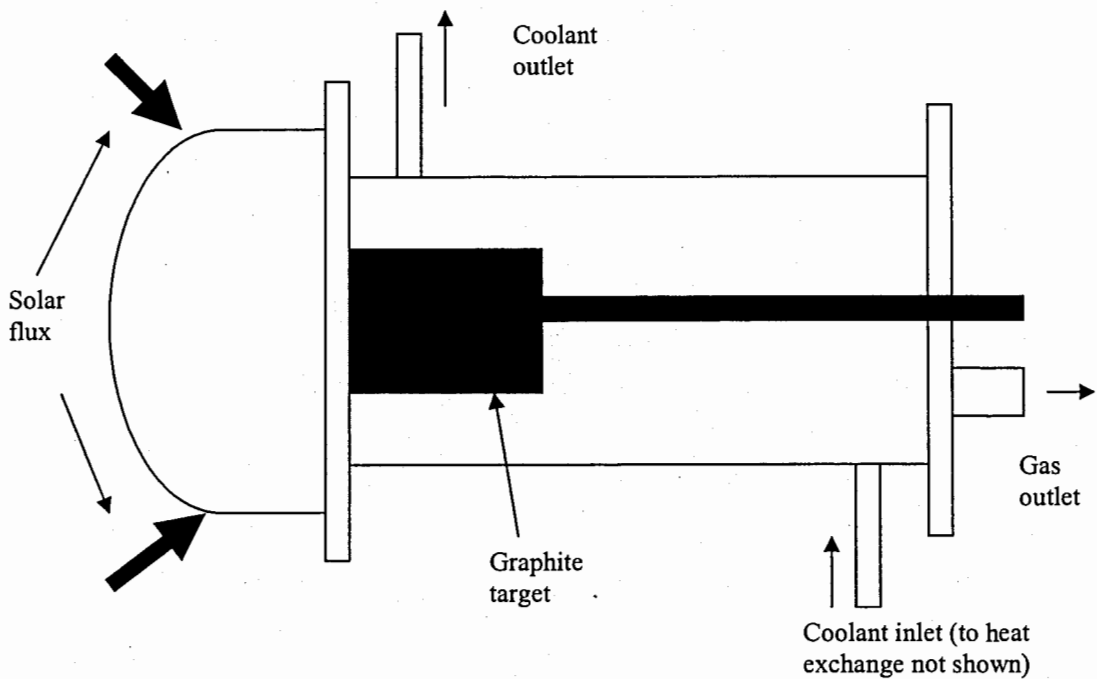 Coolant
outlet
Solar
flux
Gas
outlet
Graphite
target
Coolant inlet (to heat
exchange not shown)